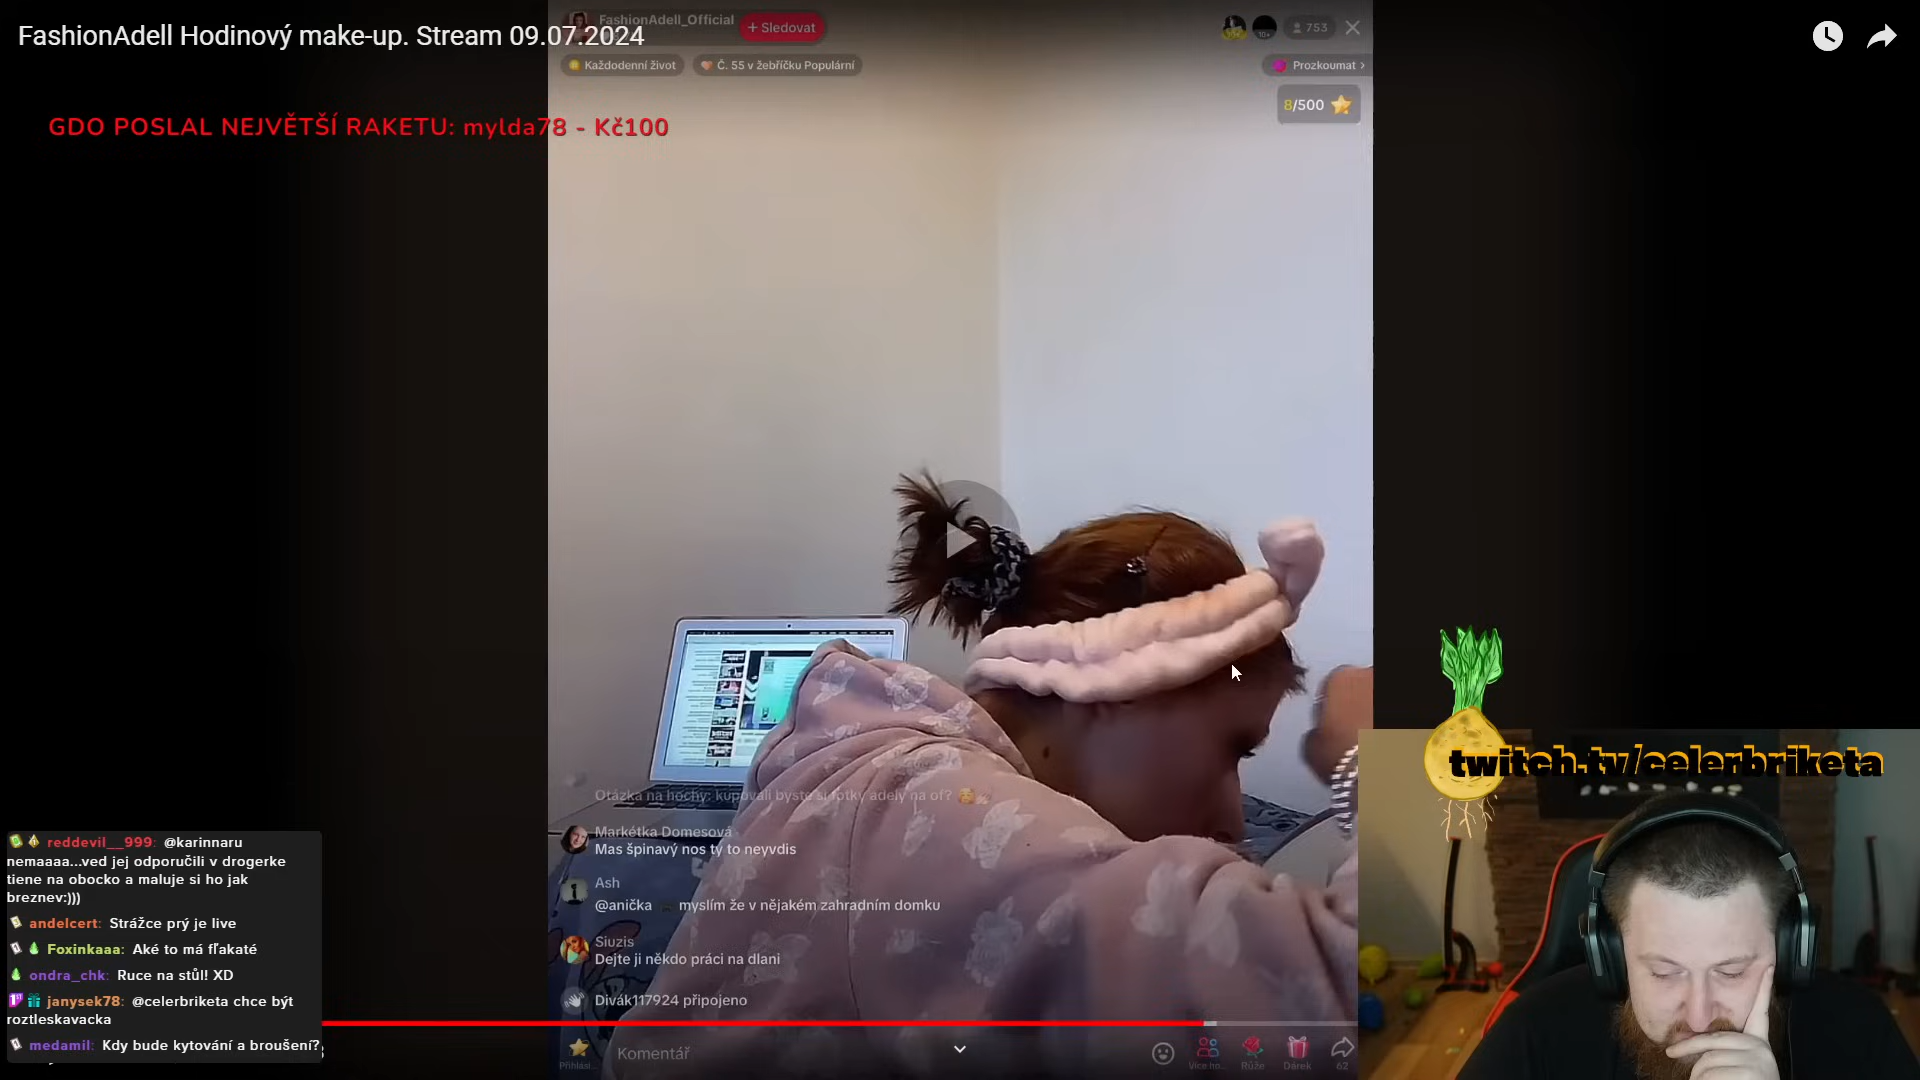 FashionAdell Hodinový make-up. Stream 09.07.2024
FashionAdell_Official
+ Sledovat
753
Každodenní život
Č. 55 v žebříčku Populární
Prozkoumat >
8/500
GDO POSLAL NEJVĚTŠÍ RAKETU: mylda78 - Kč100
twitch.tv/celerbriketa
Otázka na hochy: kupovali byste si fotky adely na of?
Markétka Domesová
Mas špinavý nos ty to neyvdis
Ash
@anička myslím že v nějakém zahradním domku
Siuzis
Dejte ji někdo práci na dlani
Divák117924 připojeno
Komentář
Více ho...
Růže
Dárek
62
reddevil__999: @karinnaru
nemaaaa...ved jej odporučili v drogerke
tiene na obocko a maluje si ho jak
breznev:)))
andelcert: Strážce prý je live
Foxinkaaa: Aké to má fľakaté
ondra_chk: Ruce na stůl! XD
janysek78: @celerbriketa chce být
roztleskavacka
medamil: Kdy bude kytování a broušení?